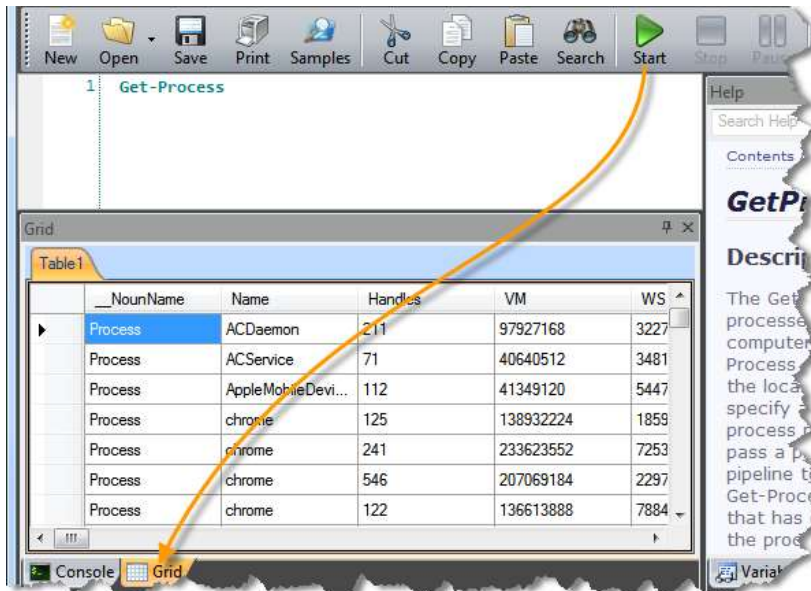 New Open Save Print Samples Cut Copy Paste Search Start Stop
1 Get-Process
Help
Search Help
Contents
GetPr
Descrip
The Get
processe
computer
Process
the loca
specify a
process
pass a p
pipeline t
Get-Proce
that has
the proc
Grid
Table1
__NounName Name Handles VM WS
Process ACDaemon 211 97927168 3227
Process ACService 71 40640512 3481
Process AppleMobileDevi... 112 41349120 5447
Process chrome 125 138932224 1859
Process chrome 241 233623552 7253
Process chrome 546 207069184 2297
Process chrome 122 136613888 7884
Console Grid
Variab